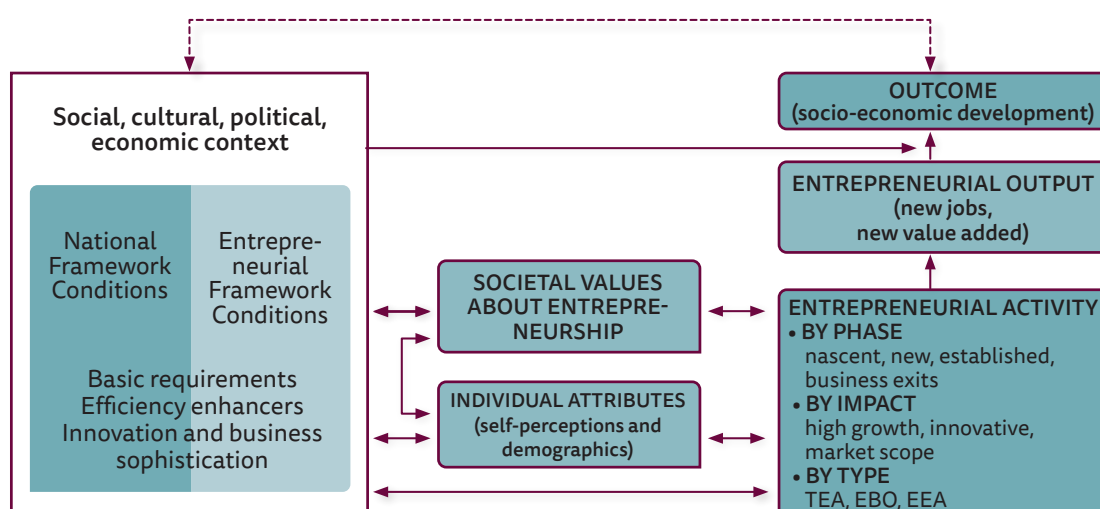 Social, cultural, political,
economic context
National
Framework
Conditions
Entrepre-
neurial
Framework
Conditions
Basic requirements
Efficiency enhancers
Innovation and business
sophistication
SOCIETAL VALUES
ABOUT ENTREPRE-
NEURSHIP
INDIVIDUAL ATTRIBUTES
(self-perceptions and
demographics)
OUTCOME
(socio-economic development)
ENTREPRENEURIAL OUTPUT
(new jobs,
new value added)
ENTREPRENEURIAL ACTIVITY
• BY PHASE
nascent, new, established,
business exits
• BY IMPACT
high growth, innovative,
market scope
• BY TYPE
TEA, EBO, EEA